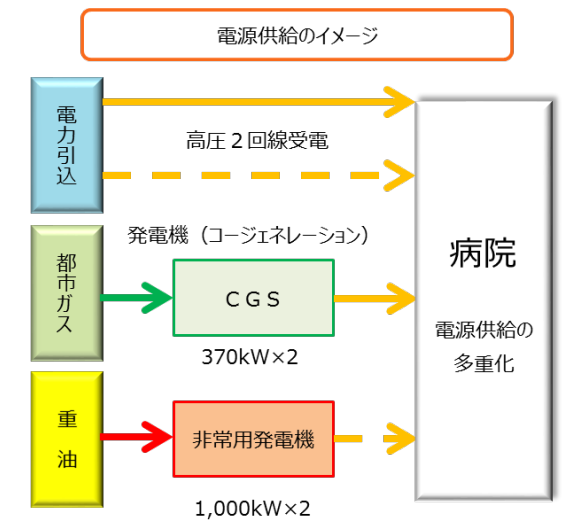 電源供給のイメージ
電力引込
高圧２回線受電
発電機（コージェネレーション）
都市ガス
ＣＧＳ
370kW×2
病院
電源供給の
多重化
重油
非常用発電機
1,000kW×2